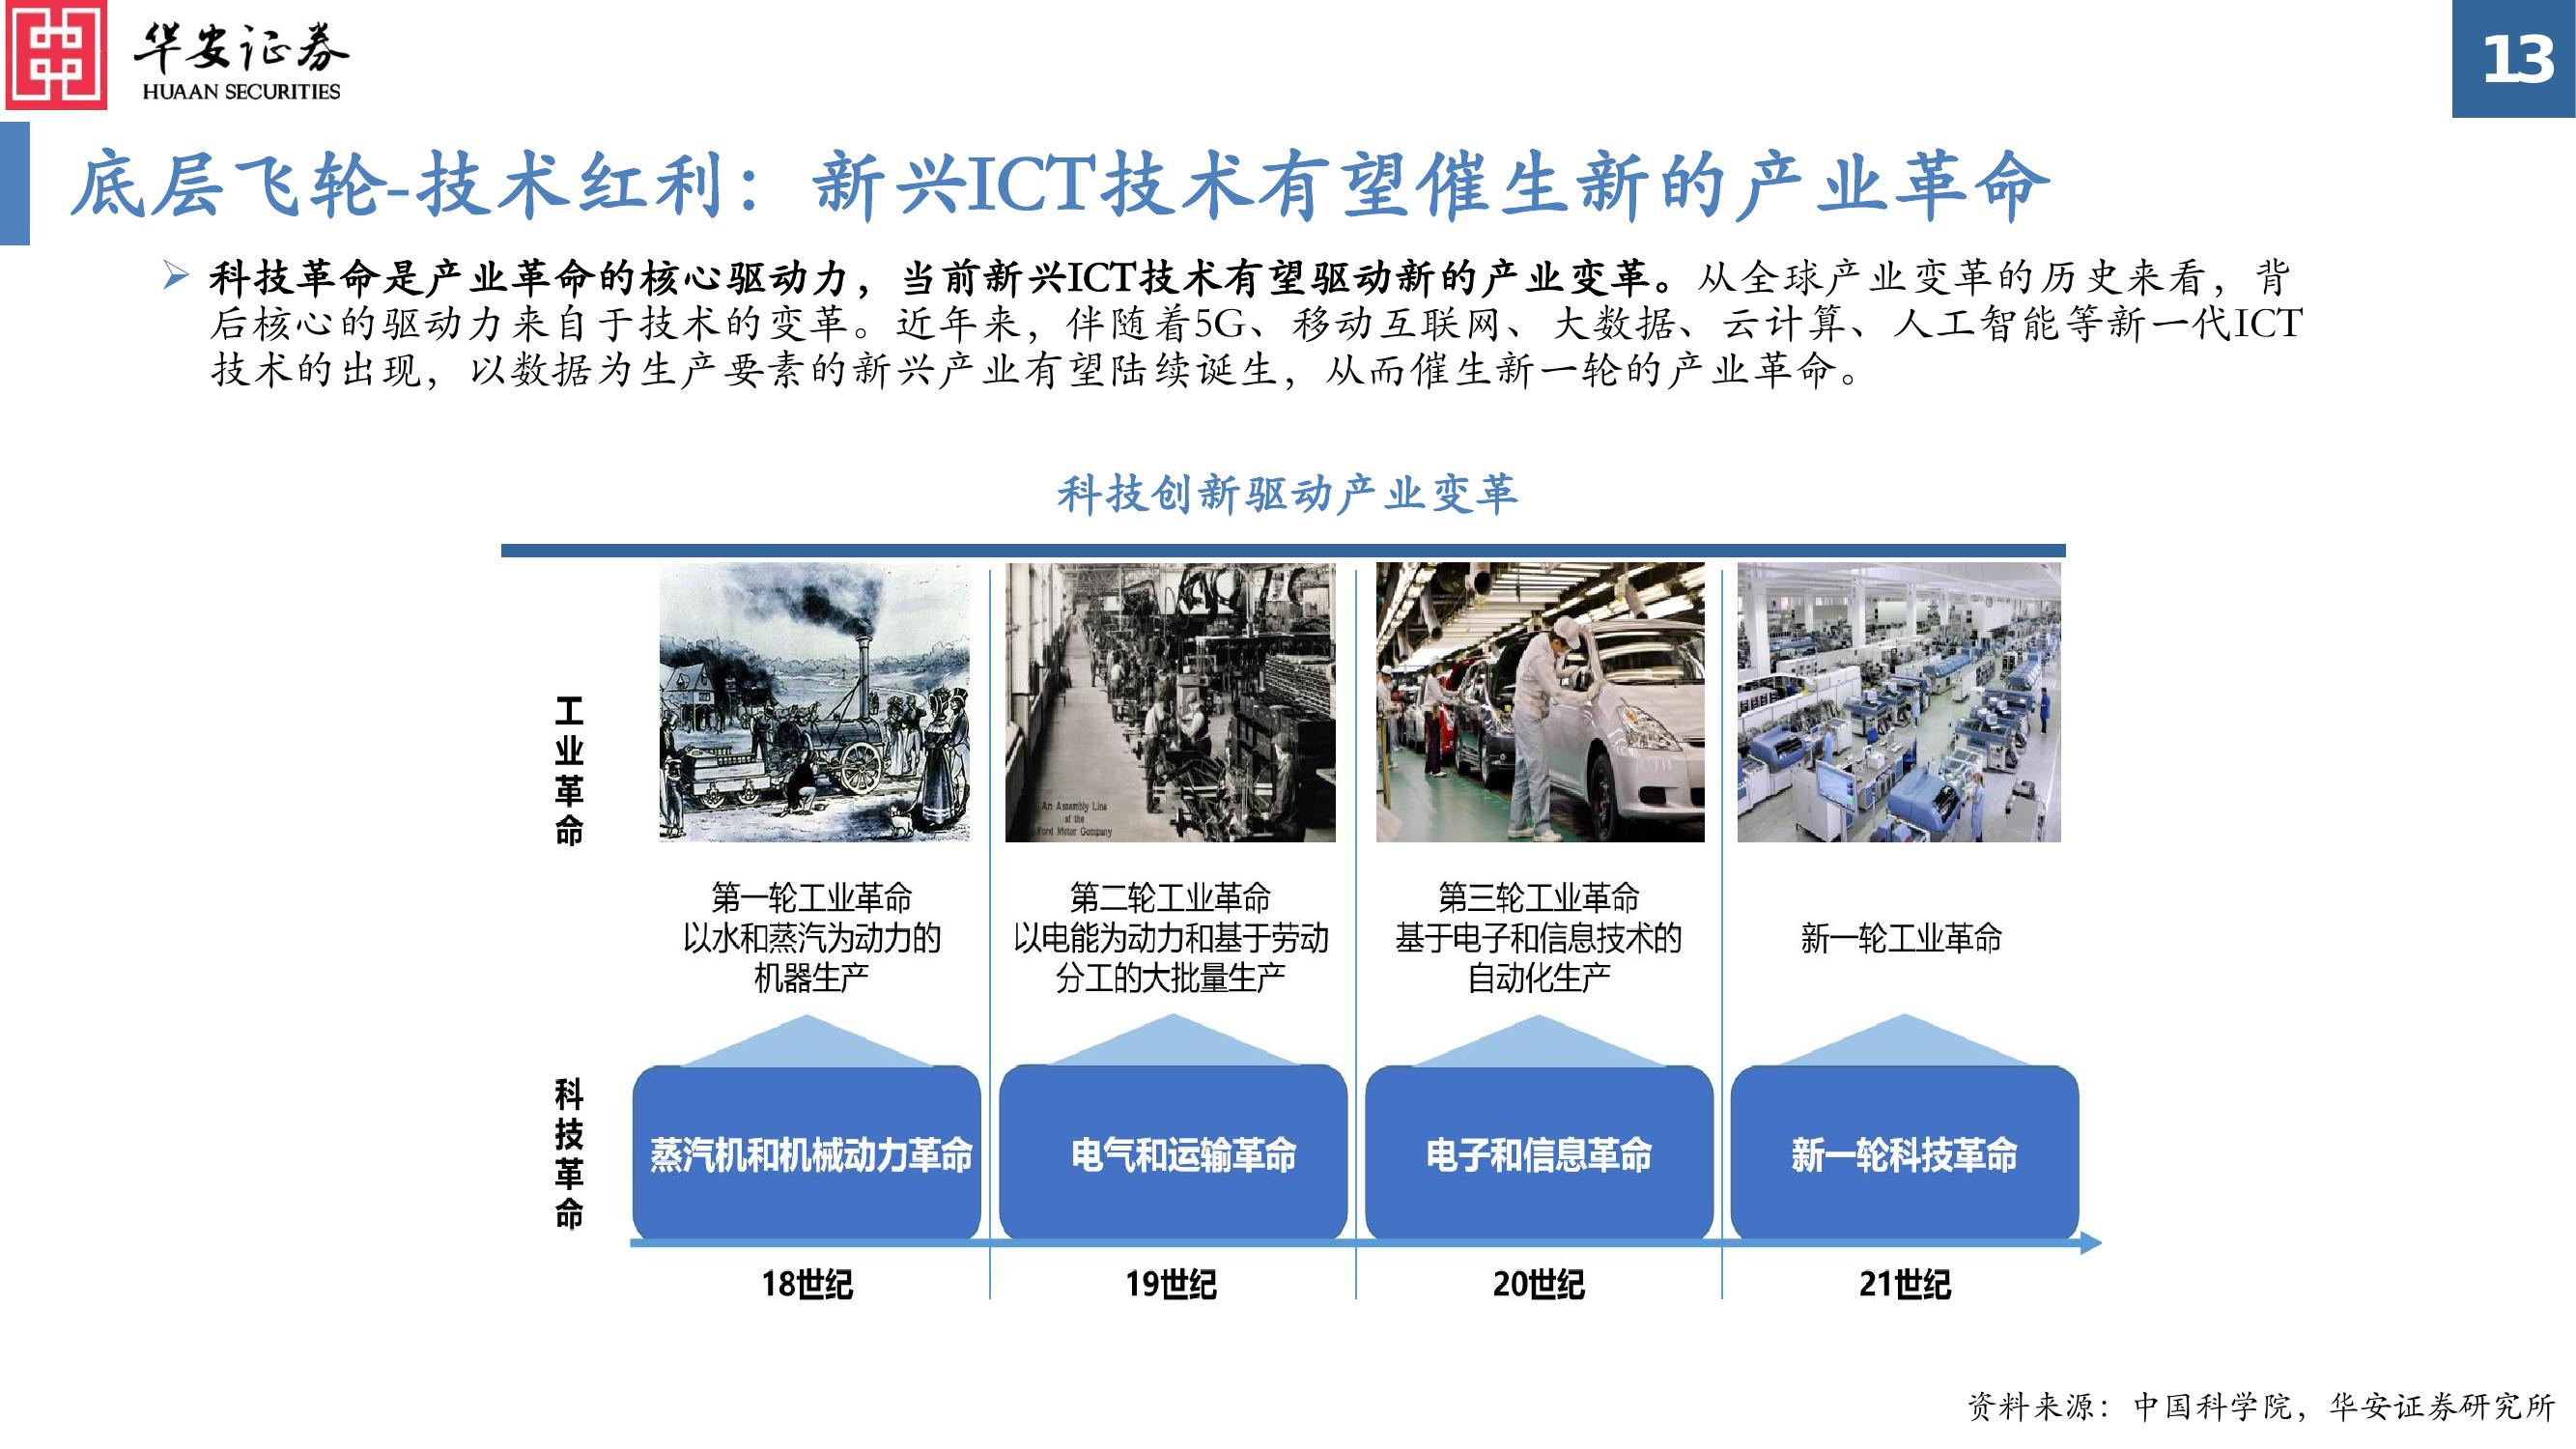 华安证券
HUAAN SECURITIES
13
底层飞轮-技术红利：新兴ICT技术有望催生新的产业革命
科技革命是产业革命的核心驱动力，当前新兴ICT技术有望驱动新的产业变革。从全球产业变革的历史来看，背
后核心的驱动力来自于技术的变革。近年来，伴随着5G、移动互联网、大数据、云计算、人工智能等新一代ICT
技术的出现，以数据为生产要素的新兴产业有望陆续诞生，从而催生新一轮的产业革命。
科技创新驱动产业变革
工业革命
An Assembly Line
of the
Ford Motor Company
第一轮工业革命
以水和蒸汽为动力的
机器生产
第二轮工业革命
以电能为动力和基于劳动
分工的大批量生产
第三轮工业革命
基于电子和信息技术的
自动化生产
新一轮工业革命
科技革命
蒸汽机和机械动力革命
电气和运输革命
电子和信息革命
新一轮科技革命
18世纪
19世纪
20世纪
21世纪
资料来源：中国科学院，华安证券研究所